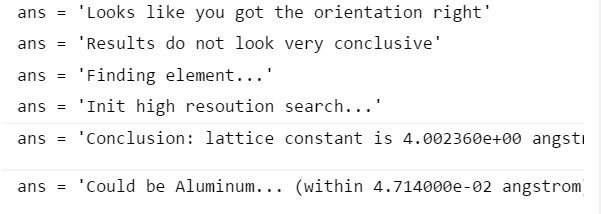 ans = 'Looks like you got the orientation right'
ans = 'Results do not look very conclusive'
ans = 'Finding element...'
ans = 'Init high resoution search...'
ans = 'Conclusion: lattice constant is 4.002360e+00 angst
ans = 'Could be Aluminum... (within 4.714000e-02 angstrom